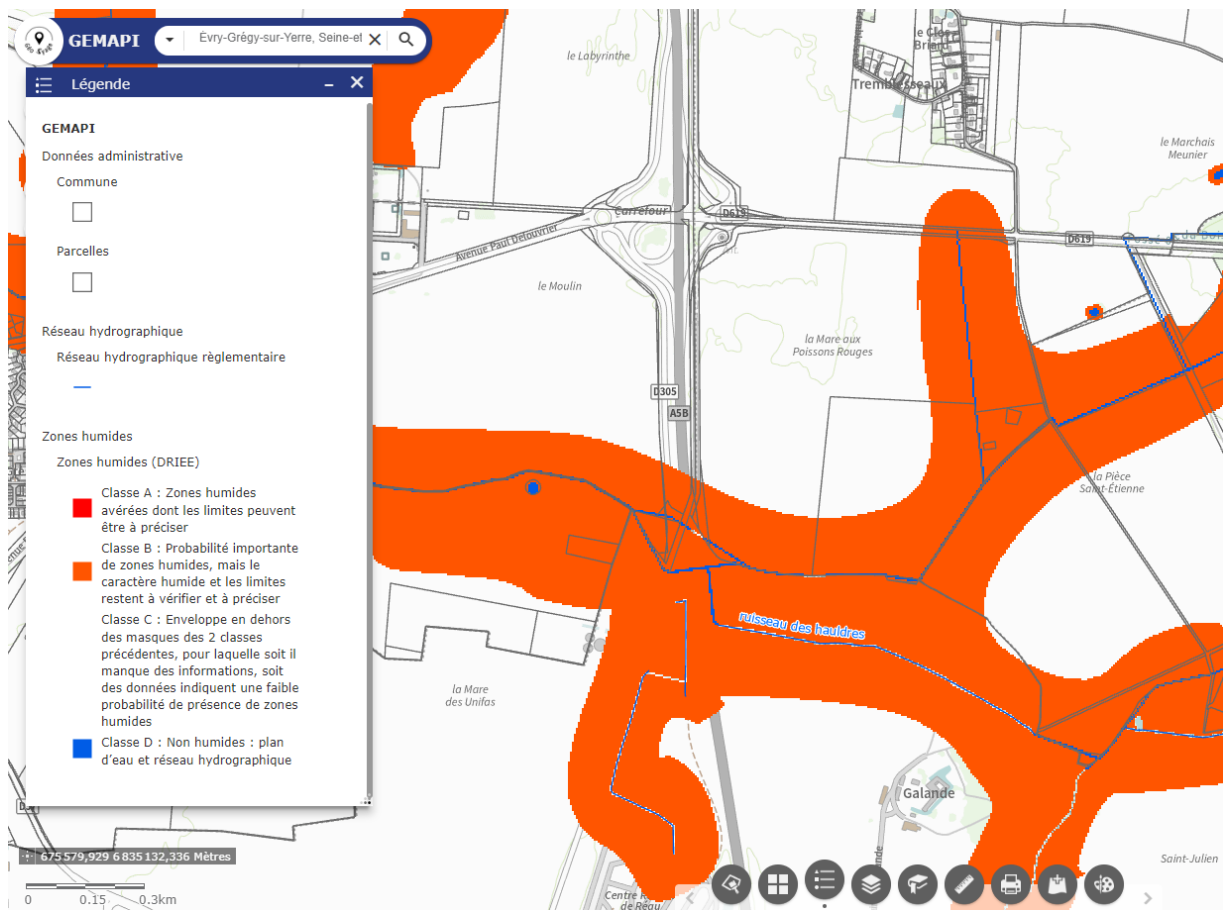 GEMAPI
Évry-Grégy-sur-Yerre, Seine-et
Légende
GEMAPI
Données administrative
Commune
Parcelles
Réseau hydrographique
Réseau hydrographique règlementaire
Zones humides
Zones humides (DRIEE)
Classe A : Zones humides
avérées dont les limites peuvent
être à préciser
Classe B : Probabilité importante
de zones humides, mais le
caractère humide et les limites
restent à vérifier et à préciser
Classe C : Enveloppe en dehors
des masques des 2 classes
précédentes, pour laquelle soit il
manque des informations, soit
des données indiquent une faible
probabilité de présence de zones
humides
Classe D : Non humides : plan
d'eau et réseau hydrographique
le Labyrinthe
le Clos
Briard
Tremblesseaux
le Marchais
Meunier
Carrefour
D619
D619
Avenue Paul Delouvrier
le Moulin
la Mare aux
Poissons Rouges
D305
A5B
la Pièce
Saint-Étienne
ruisseau des hauldres
la Mare
des Unifas
Galande
Saint-Julien
675 579,929 6 835 132,336 Mètres
0 0.15 0.3km
Centre
de Réau